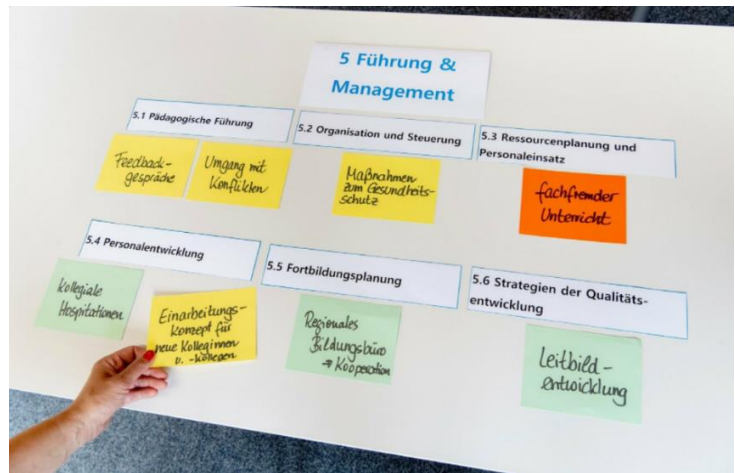 5 Führung &
Management
5.1 Pädagogische Führung
Feedback-
gespräche
Umgang mit
Konflikten
5.2 Organisation und Steuerung
Maßnahmen
zum Gesundheits-
schutz
5.3 Ressourcenplanung und
Personaleinsatz
fachfremder
Unterricht
5.4 Personalentwicklung
Kollegiale
Hospitationen
Einarbeitungs-
konzept für
neue Kolleginnen
u. -kollegen
5.5 Fortbildungsplanung
Regionales
Bildungsbüro
→ Kooperation
5.6 Strategien der Qualitäts-
entwicklung
Leitbild-
entwicklung